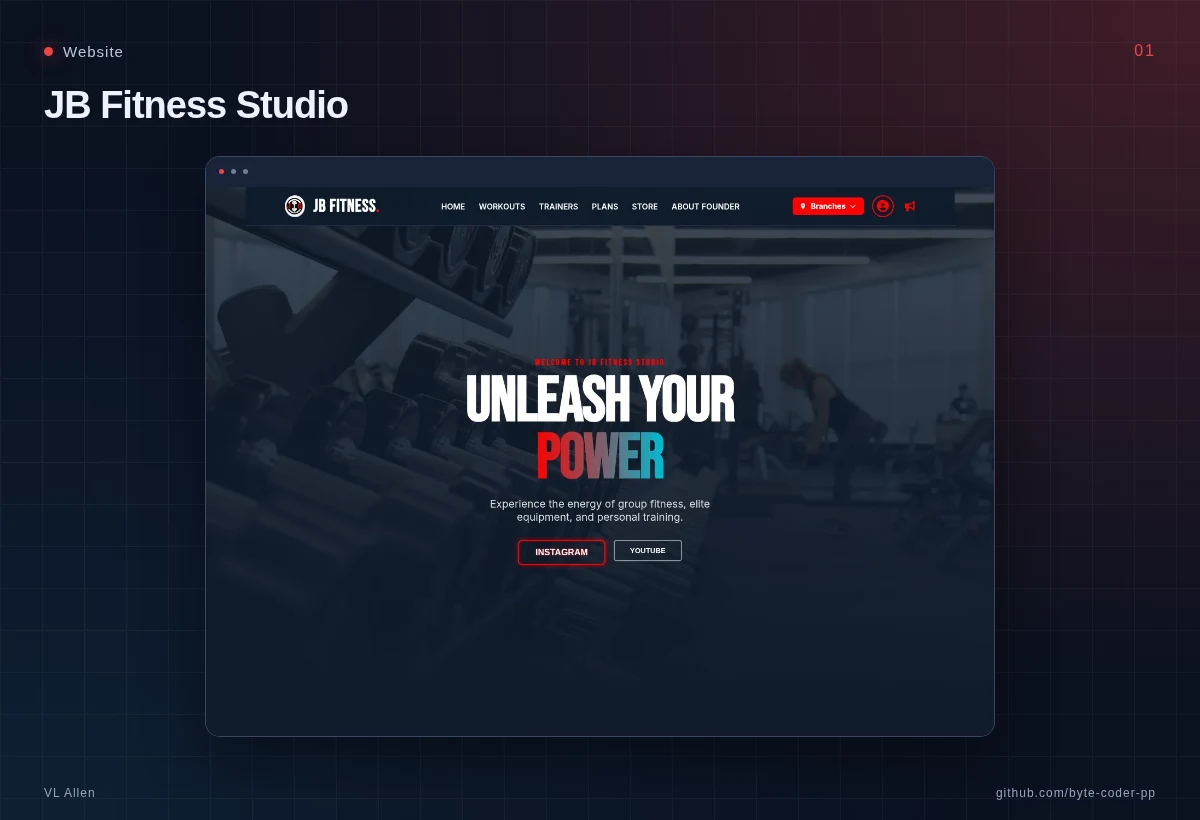 Website
01
JB Fitness Studio
JB FITNESS.
HOME WORKOUTS TRAINERS PLANS STORE ABOUT FOUNDER
Branches
WELCOME TO JB FITNESS STUDIO
UNLEASH YOUR
POWER
Experience the energy of group fitness, elite
equipment, and personal training.
INSTAGRAM YOUTUBE
VL Allen
github.com/byte-coder-pp